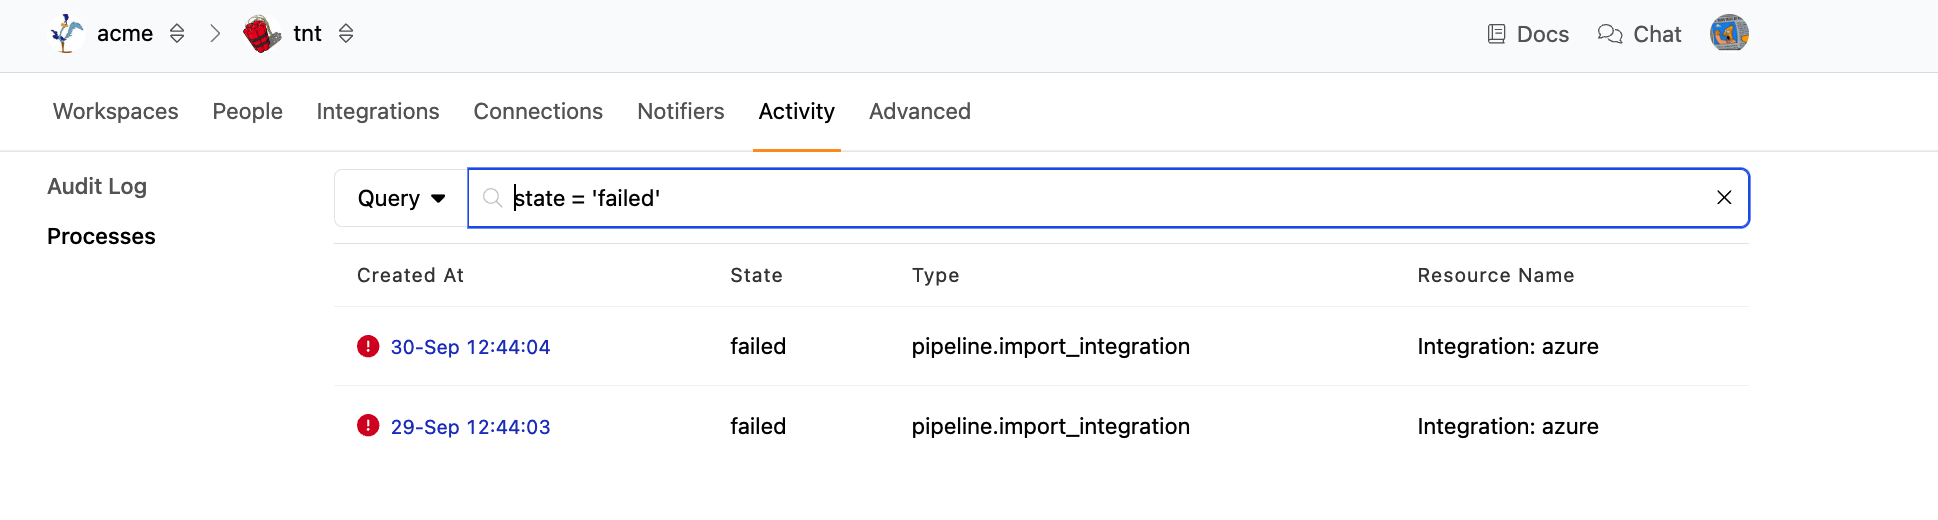 acme tnt Docs Chat
Workspaces People Integrations Connections Notifiers Activity Advanced
Audit Log
Processes
Query state = 'failed'
Created At State Type Resource Name
30-Sep 12:44:04 failed pipeline.import_integration Integration: azure
29-Sep 12:44:03 failed pipeline.import_integration Integration: azure